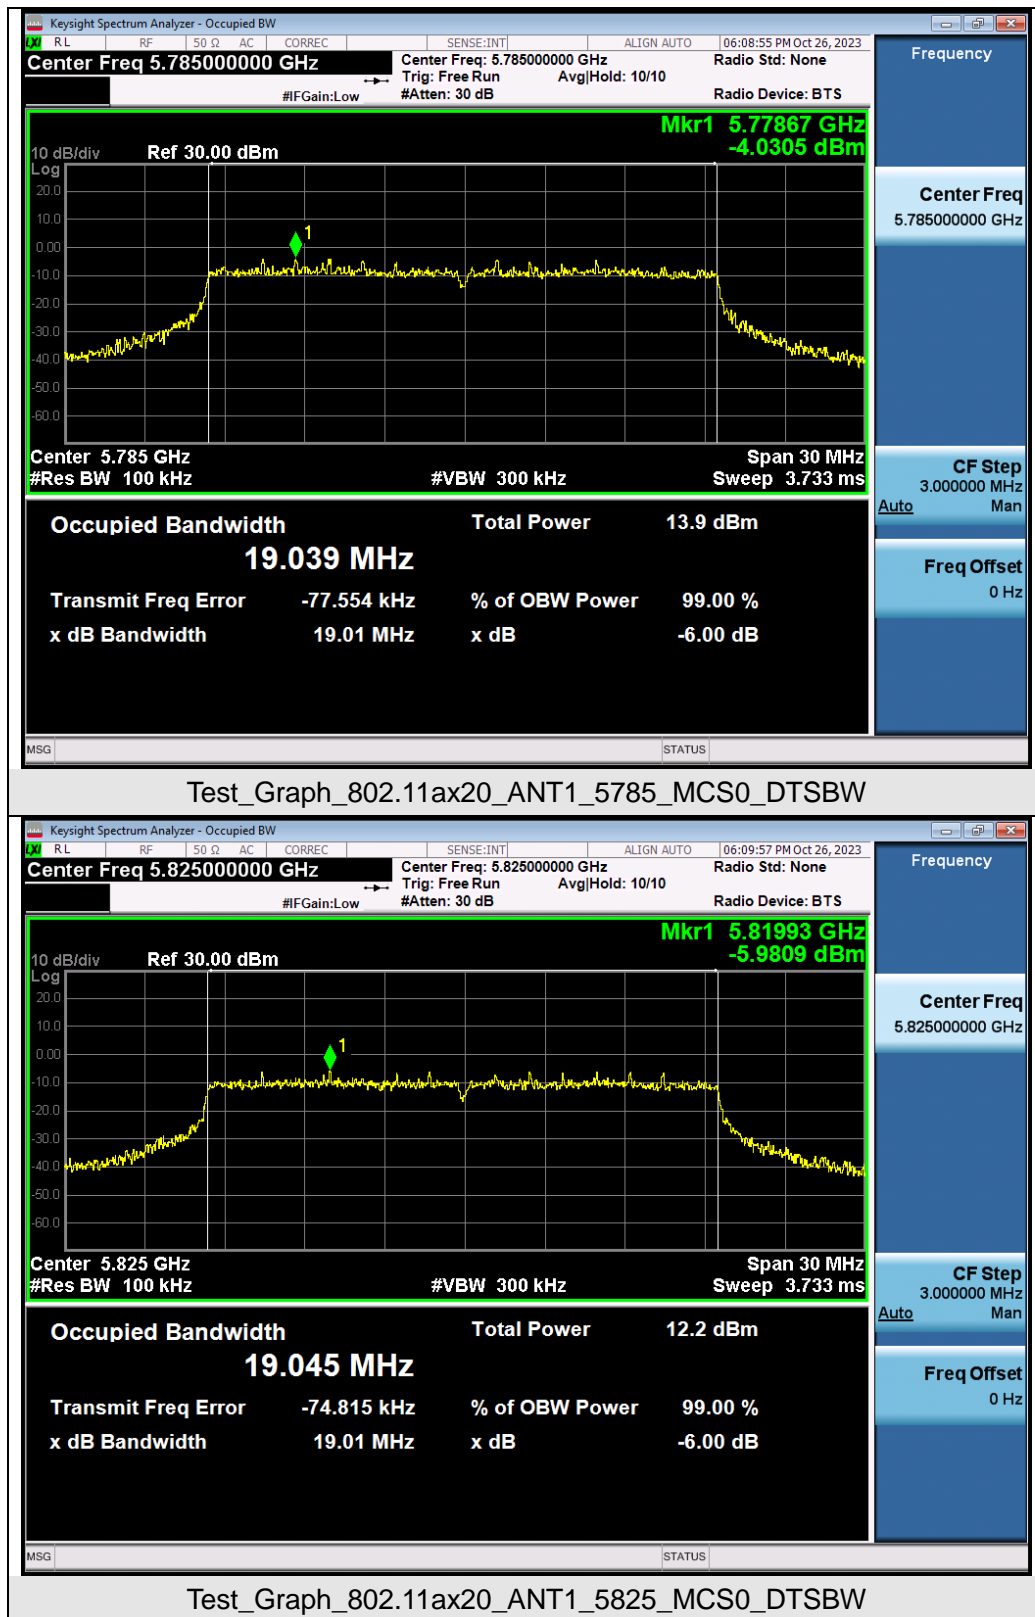 Keysight Spectrum Analyzer - Occupied BW
LXI RL RF 50 Ω AC CORREC SENSE:INT ALIGN AUTO 06:08:55 PM Oct 26, 2023
Center Freq 5.785000000 GHz
Center Freq: 5.785000000 GHz Radio Std: None
Trig: Free Run Avg|Hold: 10/10
#IFGain:Low #Atten: 30 dB Radio Device: BTS
Frequency
Mkr1 5.77867 GHz
-4.0305 dBm
10 dB/div Ref 30.00 dBm
Log
20.0
10.0
0.00
-10.0
-20.0
-30.0
-40.0
-50.0
-60.0
1
Center 5.785 GHz Span 30 MHz
#Res BW 100 kHz #VBW 300 kHz Sweep 3.733 ms
Center Freq
5.785000000 GHz
CF Step
3.000000 MHz
Auto Man
Freq Offset
0 Hz
Occupied Bandwidth Total Power 13.9 dBm
19.039 MHz
Transmit Freq Error -77.554 kHz % of OBW Power 99.00 %
x dB Bandwidth 19.01 MHz x dB -6.00 dB
MSG STATUS
Test_Graph_802.11ax20_ANT1_5785_MCS0_DTSBW
Keysight Spectrum Analyzer - Occupied BW
LXI RL RF 50 Ω AC CORREC SENSE:INT ALIGN AUTO 06:09:57 PM Oct 26, 2023
Center Freq 5.825000000 GHz
Center Freq: 5.825000000 GHz Radio Std: None
Trig: Free Run Avg|Hold: 10/10
#IFGain:Low #Atten: 30 dB Radio Device: BTS
Frequency
Mkr1 5.81993 GHz
-5.9809 dBm
10 dB/div Ref 30.00 dBm
Log
20.0
10.0
0.00
-10.0
-20.0
-30.0
-40.0
-50.0
-60.0
1
Center 5.825 GHz Span 30 MHz
#Res BW 100 kHz #VBW 300 kHz Sweep 3.733 ms
Center Freq
5.825000000 GHz
CF Step
3.000000 MHz
Auto Man
Freq Offset
0 Hz
Occupied Bandwidth Total Power 12.2 dBm
19.045 MHz
Transmit Freq Error -74.815 kHz % of OBW Power 99.00 %
x dB Bandwidth 19.01 MHz x dB -6.00 dB
MSG STATUS
Test_Graph_802.11ax20_ANT1_5825_MCS0_DTSBW